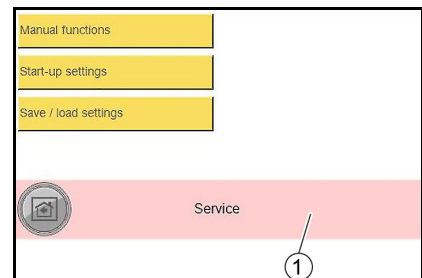 Manual functions
Start-up settings
Save / load settings
Service
1